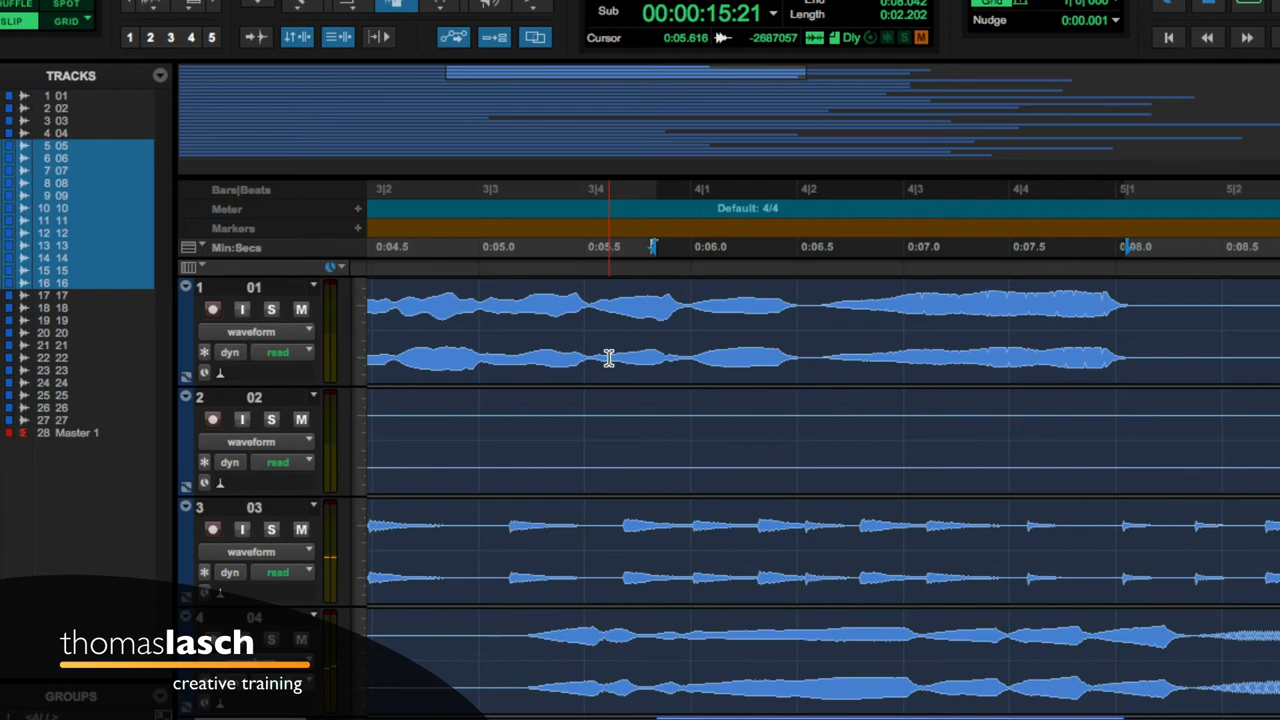 SHUFFLE SPOT
SLIP GRID
1 2 3 4 5
Sub 00:00:15:21
End 0:08.042
Length 0:02.202
Cursor 0:05.616 -2687057 Dly S M
Grid
Nudge 0:00.001
TRACKS
1 01
2 02
3 03
4 04
5 05
6 06
7 07
8 08
9 09
10 10
11 11
12 12
13 13
14 14
15 15
16 16
17 17
18 18
19 19
20 20
21 21
22 22
23 23
24 24
25 25
26 26
27 27
28 Master 1
GROUPS
Bars|Beats 3|2 3|3 3|4 4|1 4|2 4|3 4|4 5|1 5|2
Meter + Default: 4/4
Markers +
Min:Secs 0:04.5 0:05.0 0:05.5 0:06.0 0:06.5 0:07.0 0:07.5 0:08.0 0:08.5
1 01
I S M
waveform
dyn read
2 02
I S M
waveform
dyn read
3 03
I S M
waveform
dyn read
4 04
S M
thomaslasch
creative training